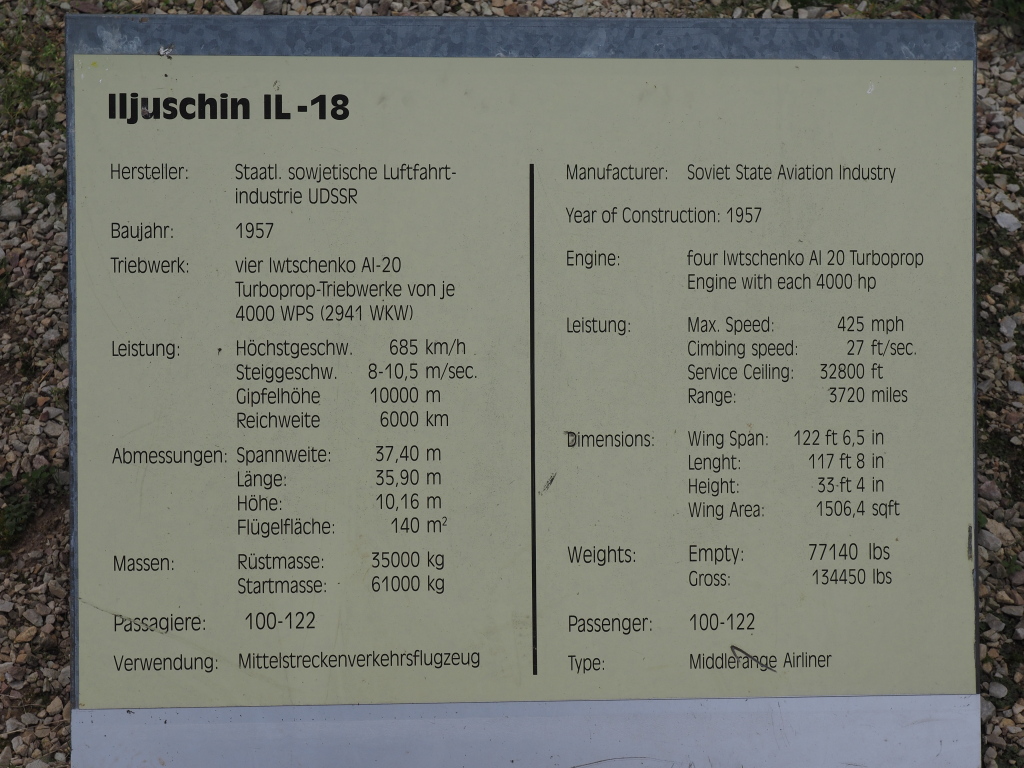 Iljuschin IL-18
Hersteller: Staatl. sowjetische Luftfahrt-
industrie UDSSR
Baujahr: 1957
Triebwerk: vier Iwtschenko AI-20
Turboprop-Triebwerke von je
4000 WPS (2941 WKW)
Leistung: Höchstgeschw. 685 km/h
Steiggeschw. 8-10,5 m/sec.
Gipfelhöhe 10000 m
Reichweite 6000 km
Abmessungen: Spannweite: 37,40 m
Länge: 35,90 m
Höhe: 10,16 m
Flügelfläche: 140 m²
Massen: Rüstmasse: 35000 kg
Startmasse: 61000 kg
Passagiere: 100-122
Verwendung: Mittelstreckenverkehrsflugzeug
Manufacturer: Soviet State Aviation Industry
Year of Construction: 1957
Engine: four Iwtschenko AI 20 Turboprop
Engine with each 4000 hp
Leistung: Max. Speed: 425 mph
Cimbing speed: 27 ft/sec.
Service Ceiling: 32800 ft
Range: 3720 miles
Dimensions: Wing Span: 122 ft 6,5 in
Lenght: 117 ft 8 in
Height: 33 ft 4 in
Wing Area: 1506,4 sqft
Weights: Empty: 77140 lbs
Gross: 134450 lbs
Passenger: 100-122
Type: Middlerange Airliner